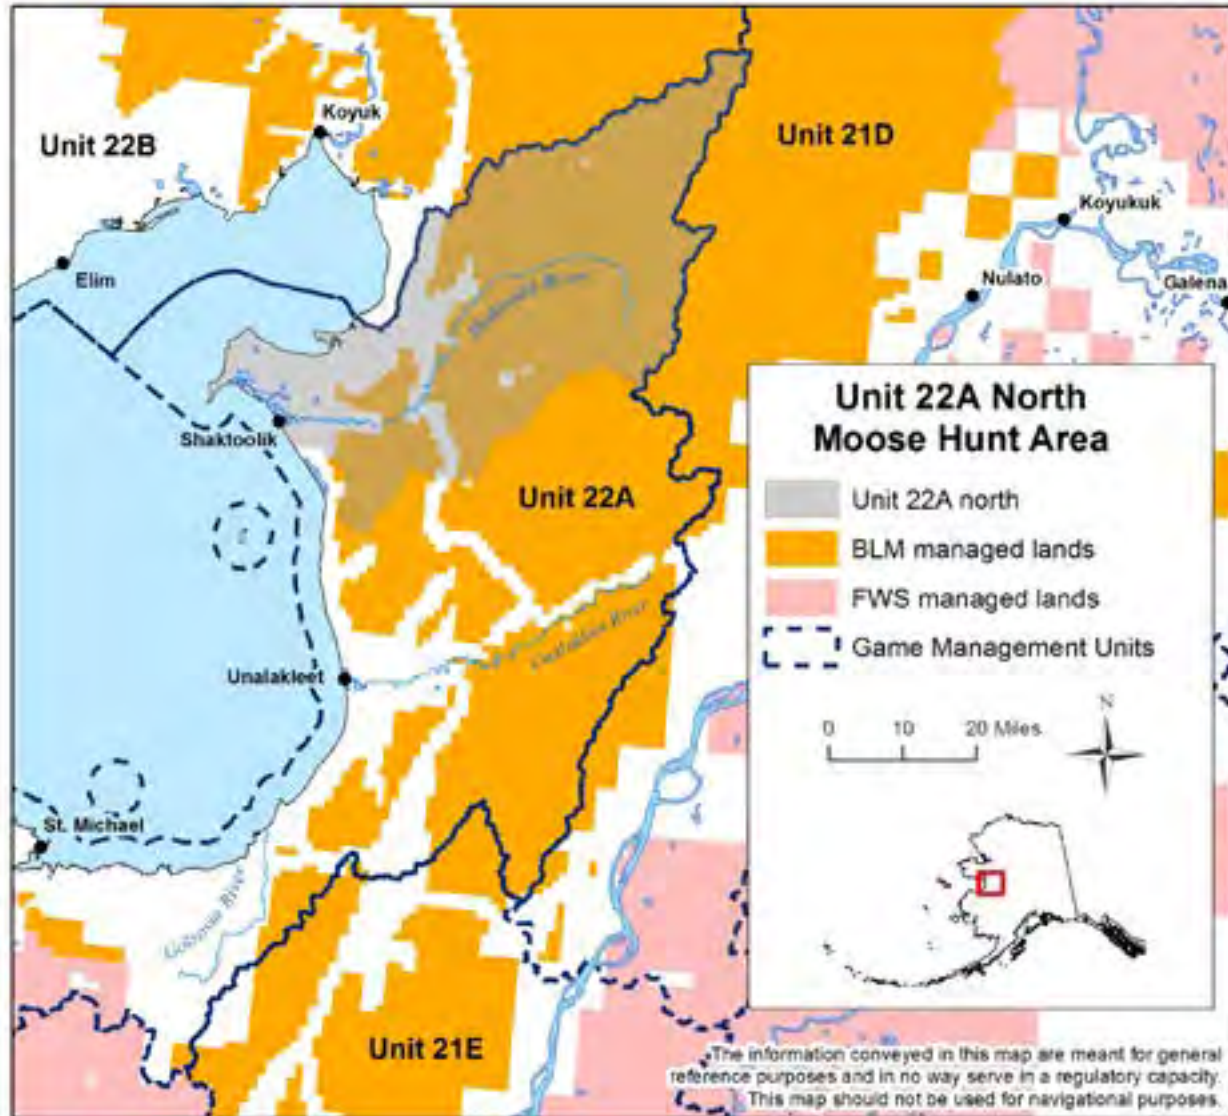 Koyuk
Unit 22B
Unit 21D
Koyukuk
Elim
Nulato
Galena
Shaktoolik
Unit 22A
Unalakleet
St. Michael
Unit 21E
Unit 22A North
Moose Hunt Area
Unit 22A north
BLM managed lands
FWS managed lands
Game Management Units
N
0 10 20 Miles
The information conveyed in this map are meant for general
reference purposes and in no way serve in a regulatory capacity.
This map should not be used for navigational purposes.